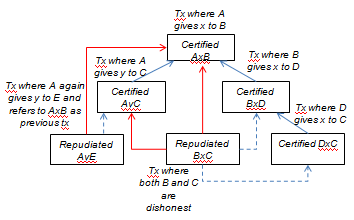 Tx where A
gives x to B
Certified
AxB
Tx where A
gives y to C
Tx where B
gives x to D
Tx where A again
gives y to E and
refers to AxB as
previous tx
Certified
AvC
Certified
BxD
Tx where D
gives x to C
Repudiated
AvE
Repudiated
BxC
Certified DxC
Tx where
both B and C
are
dishonest